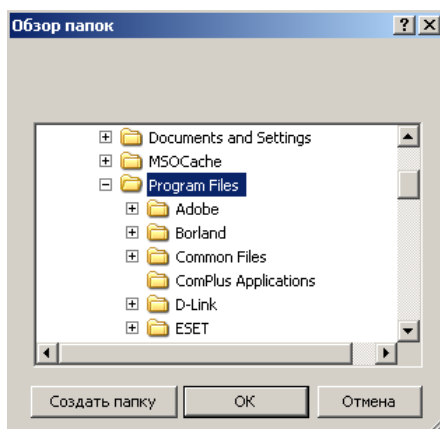 Обзор папок
Documents and Settings
MSOCache
Program Files
Adobe
Borland
Common Files
ComPlus Applications
D-Link
ESET
Создать папку ОК Отмена